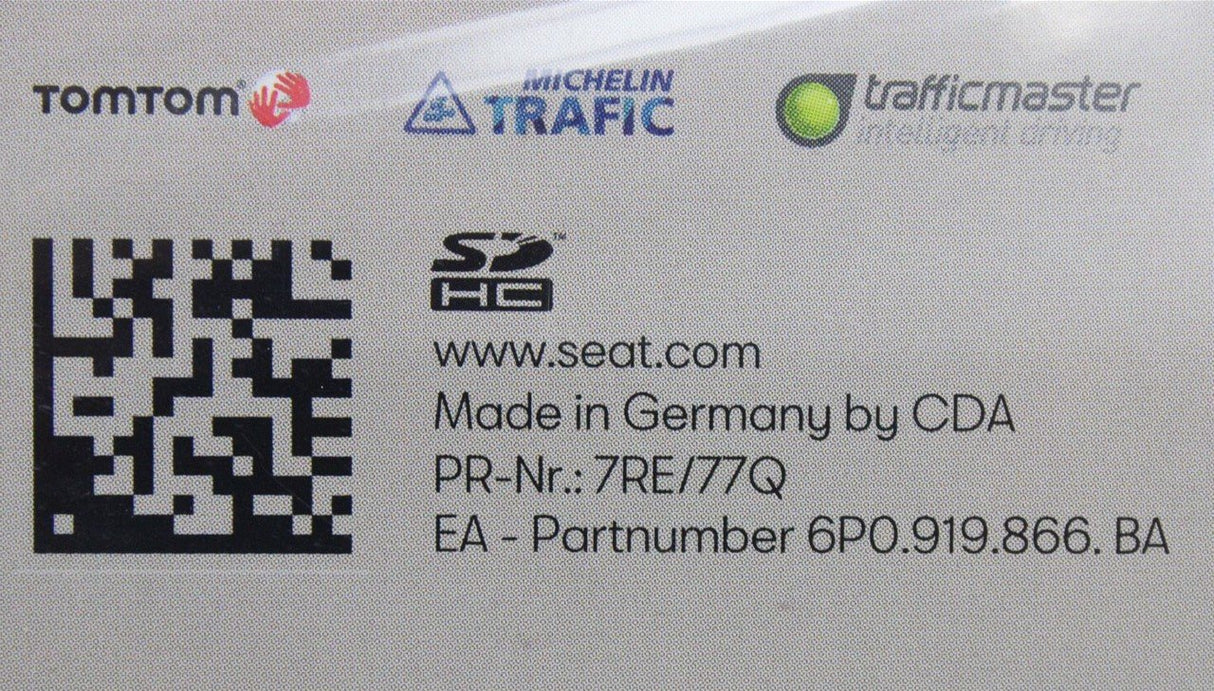 TOMTOM®
MICHELIN
TRAFIC
trafficmaster
intelligent driving
SD™
HC
www.seat.com
Made in Germany by CDA
PR-Nr.: 7RE/77Q
EA - Partnumber 6P0.919.866. BA